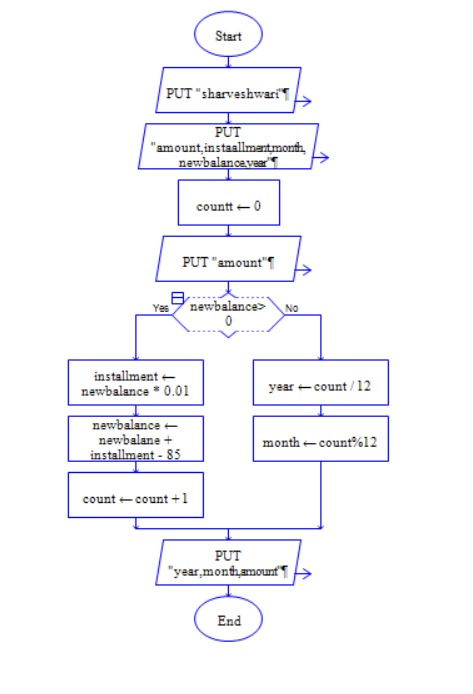 Start
PUT "sharveshwari"¶
PUT
"amount,instaallment,month,
newbalance,year"¶
countt ← 0
PUT "amount"¶
newbalance>
0
Yes
No
installment ←
newbalance * 0.01
year ← count / 12
newbalance ←
newbalane +
installment - 85
month ← count%12
count ← count + 1
PUT
"year,month,amount"¶
End